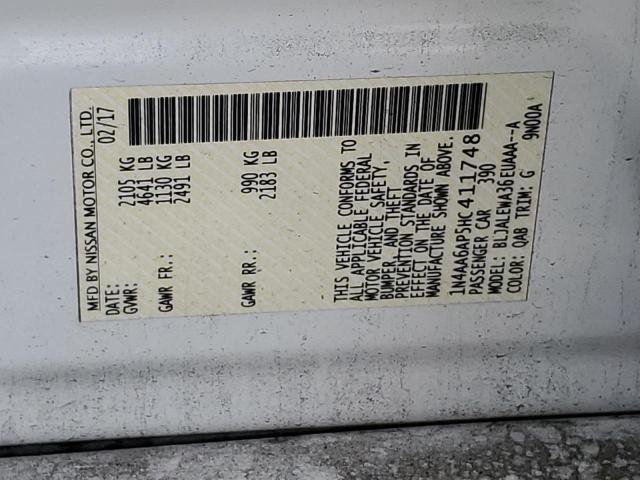 MFD BY NISSAN MOTOR CO., LTD.
DATE: 02/17
GVWR: 2105 KG
4641 LB
GAWR FR.: 1130 KG
2491 LB
GAWR RR.: 990 KG
2183 LB
THIS VEHICLE CONFORMS TO
ALL APPLICABLE FEDERAL
MOTOR VEHICLE SAFETY,
BUMPER, AND THEFT
PREVENTION STANDARDS IN
EFFECT ON THE DATE OF
MANUFACTURE SHOWN ABOVE.
1N4AA6AP5HC411748
PASSENGER CAR 390
MODEL: BLJALEWA36EUAAA--A
COLOR: QAB TRIM: G 9N00A